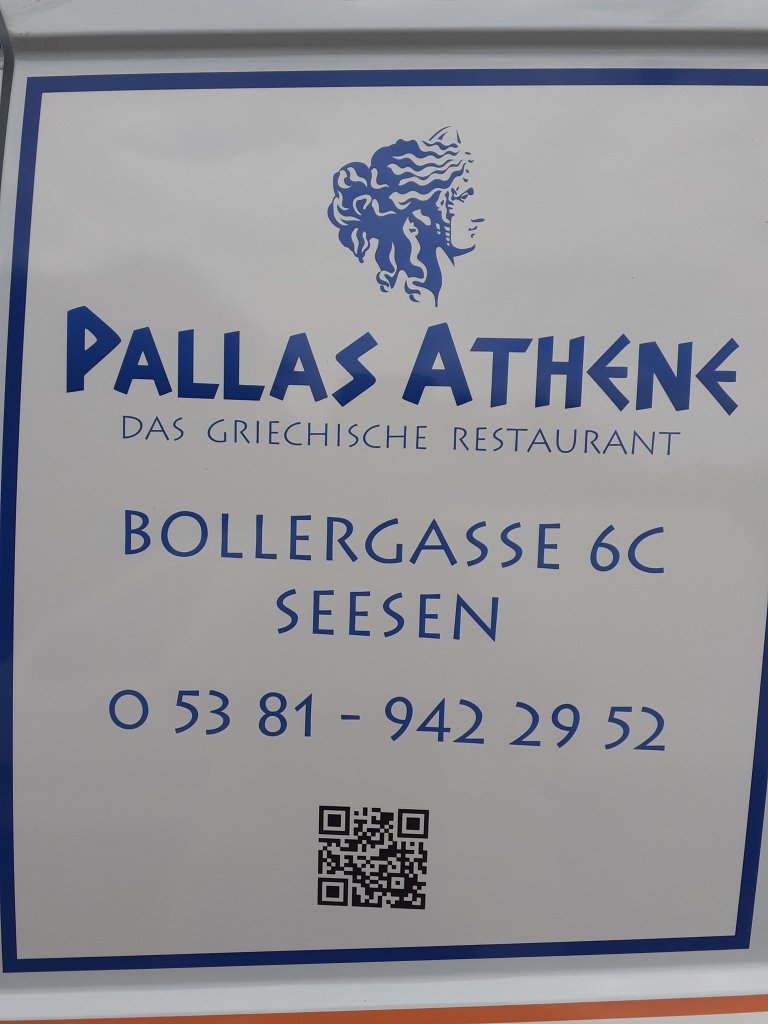 PALLAS ATHENE
DAS GRIECHISCHE RESTAURANT
BOLLERGASSE 6C
SEESEN
0 53 81 - 942 29 52